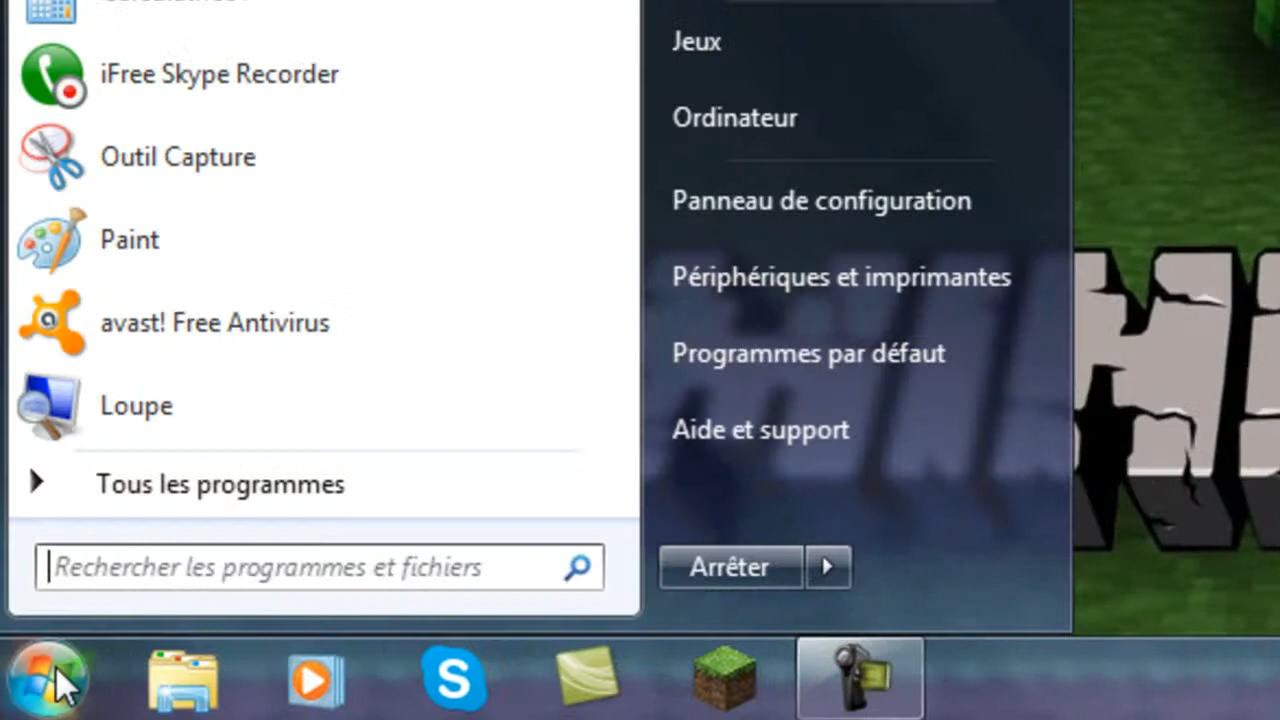 iFree Skype Recorder
Outil Capture
Paint
avast! Free Antivirus
Loupe
Tous les programmes
Rechercher les programmes et fichiers
Jeux
Ordinateur
Panneau de configuration
Périphériques et imprimantes
Programmes par défaut
Aide et support
Arrêter